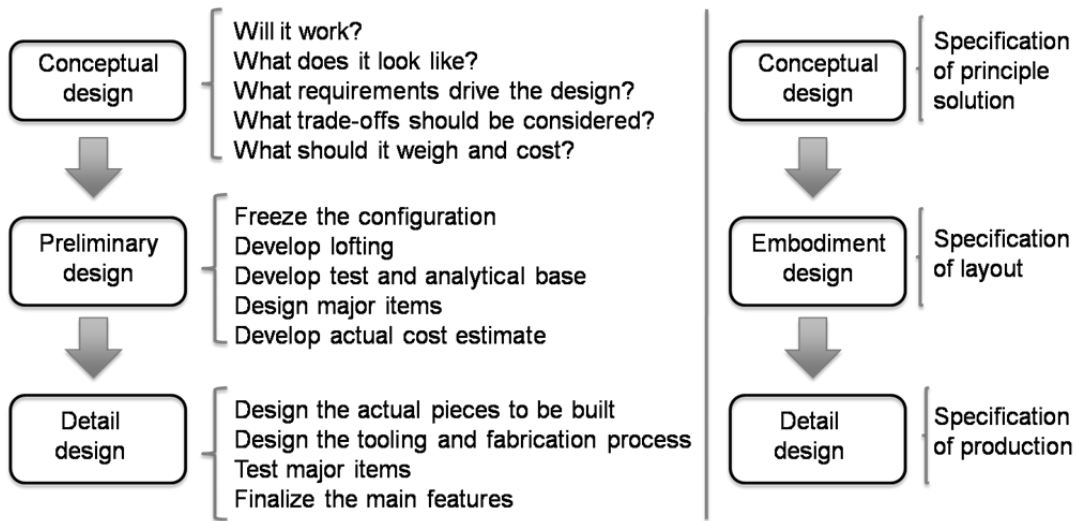 Conceptual
design
Will it work?
What does it look like?
What requirements drive the design?
What trade-offs should be considered?
What should it weigh and cost?
Preliminary
design
Freeze the configuration
Develop lofting
Develop test and analytical base
Design major items
Develop actual cost estimate
Detail
design
Design the actual pieces to be built
Design the tooling and fabrication process
Test major items
Finalize the main features
Conceptual
design
Specification
of principle
solution
Embodiment
design
Specification
of layout
Detail
design
Specification
of production